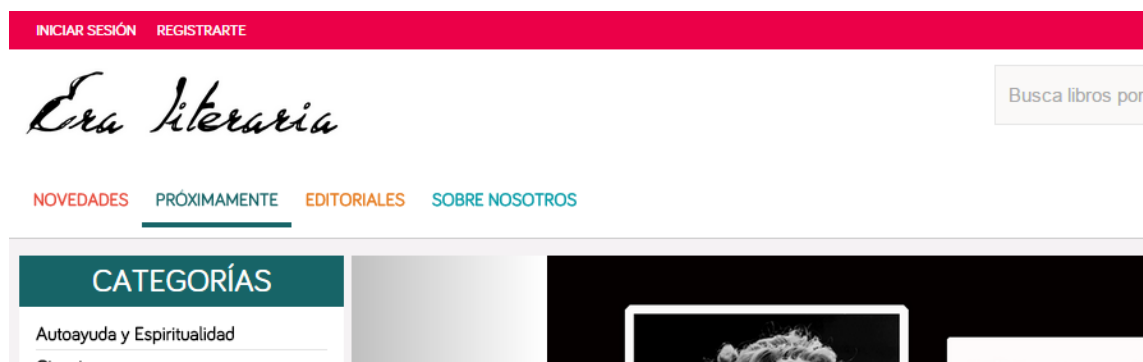 INICIAR SESIÓN REGISTRARTE
Era literaria
Busca libros por
NOVEDADES PRÓXIMAMENTE EDITORIALES SOBRE NOSOTROS
CATEGORÍAS
Autoayuda y Espiritualidad